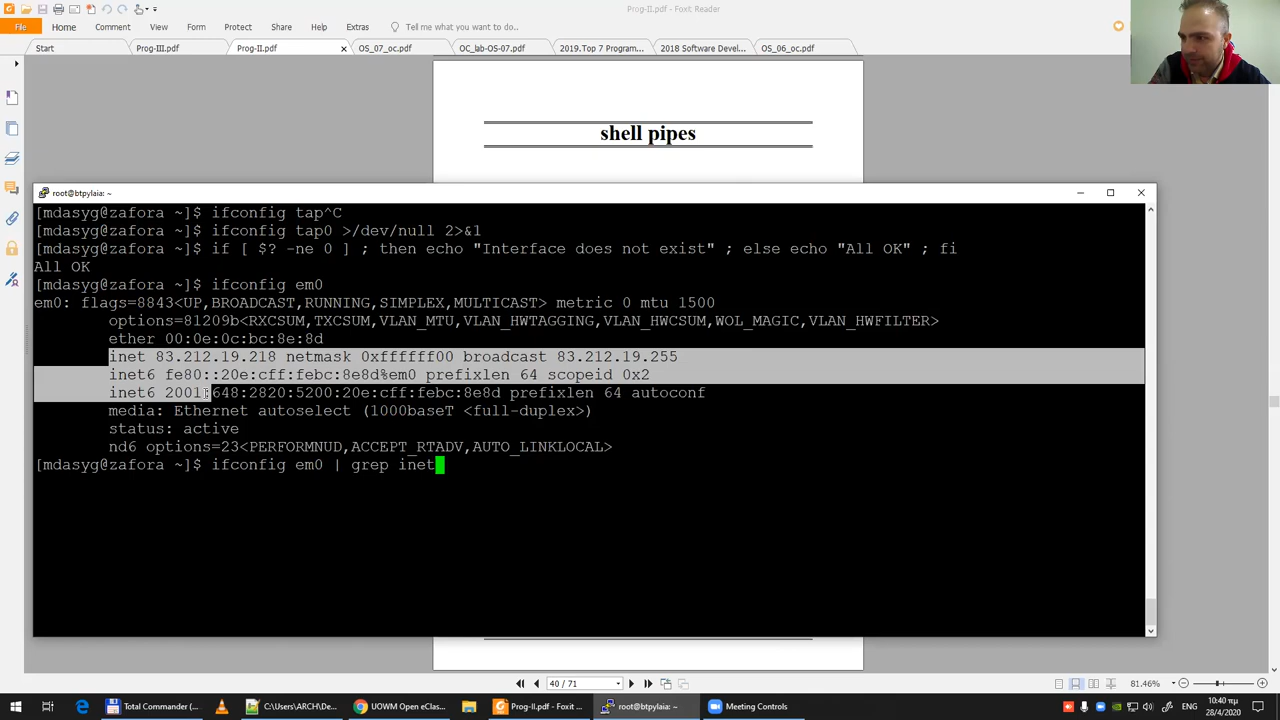 Prog-II.pdf - Foxit Reader
File Home Comment View Form Protect Share Help Extras Tell me what you want to do...
Start Prog-III.pdf Prog-II.pdf OS_07_oc.pdf OC_lab-OS-07.pdf 2019.Top 7 Program... 2018 Software Devel... OS_06_oc.pdf
shell pipes
root@btpylaia: ~
[mdasyg@zafora ~]$ ifconfig tap^C
[mdasyg@zafora ~]$ ifconfig tap0 >/dev/null 2>&1
[mdasyg@zafora ~]$ if [ $? -ne 0 ] ; then echo "Interface does not exist" ; else echo "All OK" ; fi
All OK
[mdasyg@zafora ~]$ ifconfig em0
em0: flags=8843<UP,BROADCAST,RUNNING,SIMPLEX,MULTICAST> metric 0 mtu 1500
options=81209b<RXCSUM,TXCSUM,VLAN_MTU,VLAN_HWTAGGING,VLAN_HWCSUM,WOL_MAGIC,VLAN_HWFILTER>
ether 00:0e:0c:bc:8e:8d
inet 83.212.19.218 netmask 0xffffff00 broadcast 83.212.19.255
inet6 fe80::20e:cff:febc:8e8d%em0 prefixlen 64 scopeid 0x2
inet6 2001:648:2820:5200:20e:cff:febc:8e8d prefixlen 64 autoconf
media: Ethernet autoselect (1000baseT <full-duplex>)
status: active
nd6 options=23<PERFORMNUD,ACCEPT_RTADV,AUTO_LINKLOCAL>
[mdasyg@zafora ~]$ ifconfig em0 | grep inet
40 / 71
81.46%
Total Commander (... C:\Users\ARCH\De... UOWM Open eClas... Prog-II.pdf - Foxit ... root@btpylaia: ~ Zoom Meetings
10:40 πμ
28/4/2020